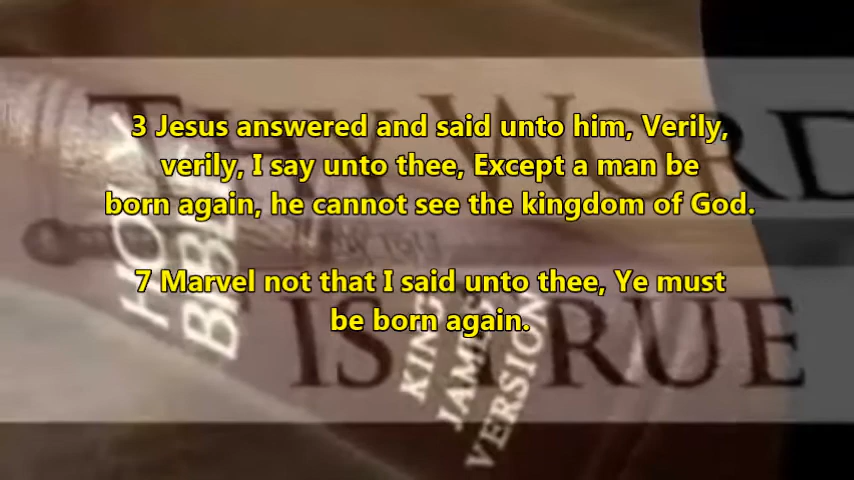 3 Jesus answered and said unto him, Verily,
verily, I say unto thee, Except a man be
born again, he cannot see the kingdom of God.
7 Marvel not that I said unto thee, Ye must
be born again.
THY WORD
IS TRUE
HOLY
BIBLE
KING
JAMES
VERSION